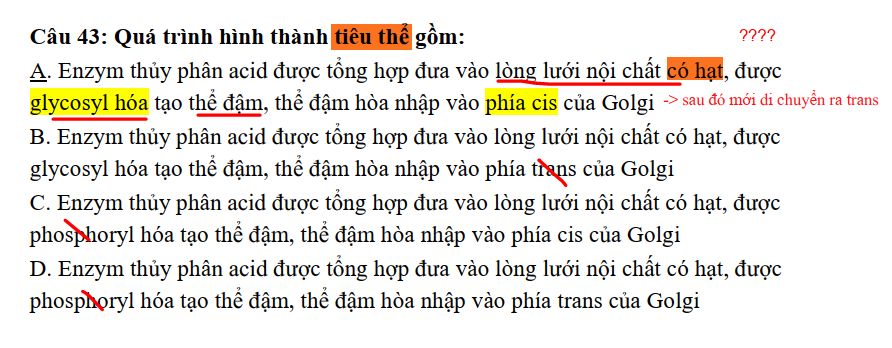 Câu 43: Quá trình hình thành tiêu thể gồm: ????
A. Enzym thủy phân acid được tổng hợp đưa vào lòng lưới nội chất có hạt, được
glycosyl hóa tạo thể đậm, thể đậm hòa nhập vào phía cis của Golgi -> sau đó mới di chuyển ra trans
B. Enzym thủy phân acid được tổng hợp đưa vào lòng lưới nội chất có hạt, được
glycosyl hóa tạo thể đậm, thể đậm hòa nhập vào phía trans của Golgi
C. Enzym thủy phân acid được tổng hợp đưa vào lòng lưới nội chất có hạt, được
phosphoryl hóa tạo thể đậm, thể đậm hòa nhập vào phía cis của Golgi
D. Enzym thủy phân acid được tổng hợp đưa vào lòng lưới nội chất có hạt, được
phosphoryl hóa tạo thể đậm, thể đậm hòa nhập vào phía trans của Golgi